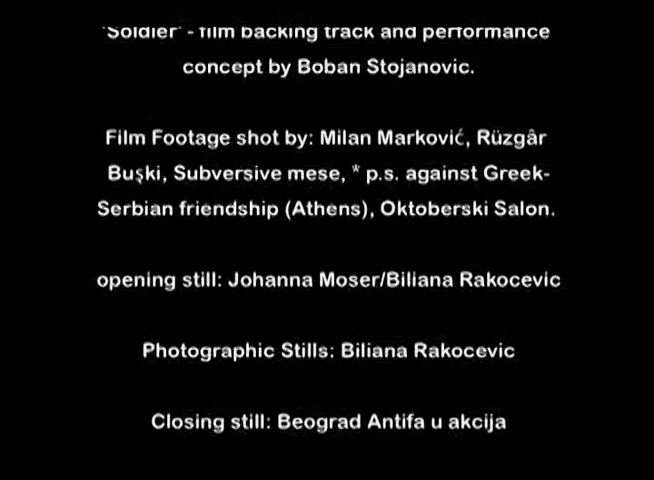 'Soldier' - film backing track and performance
concept by Boban Stojanovic.
Film Footage shot by: Milan Marković, Rüzgâr
Buşki, Subversive mese, * p.s. against Greek-
Serbian friendship (Athens), Oktoberski Salon.
opening still: Johanna Moser/Biliana Rakocevic
Photographic Stills: Biliana Rakocevic
Closing still: Beograd Antifa u akcija